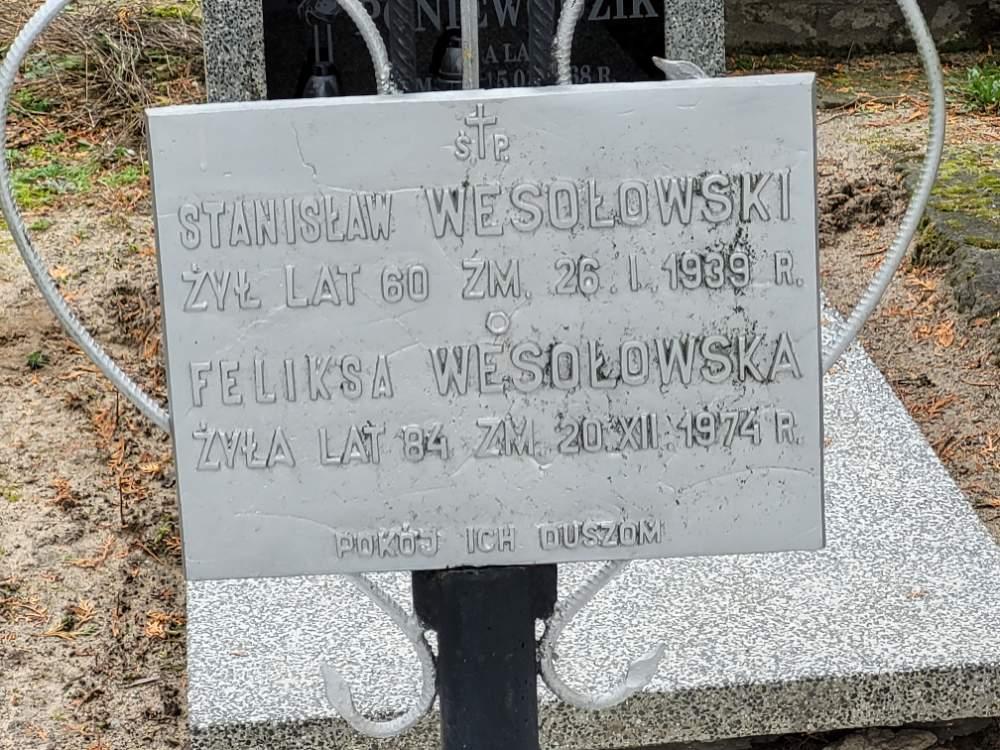 Ś P.
STANISŁAW WESOŁOWSKI
ŻYŁ LAT 60 ZM. 26. I. 1939 R.
FELIKSA WESOŁOWSKA
ŻYŁA LAT 84 ZM. 20.XII.1974 R.
POKÓJ ICH DUSZOM